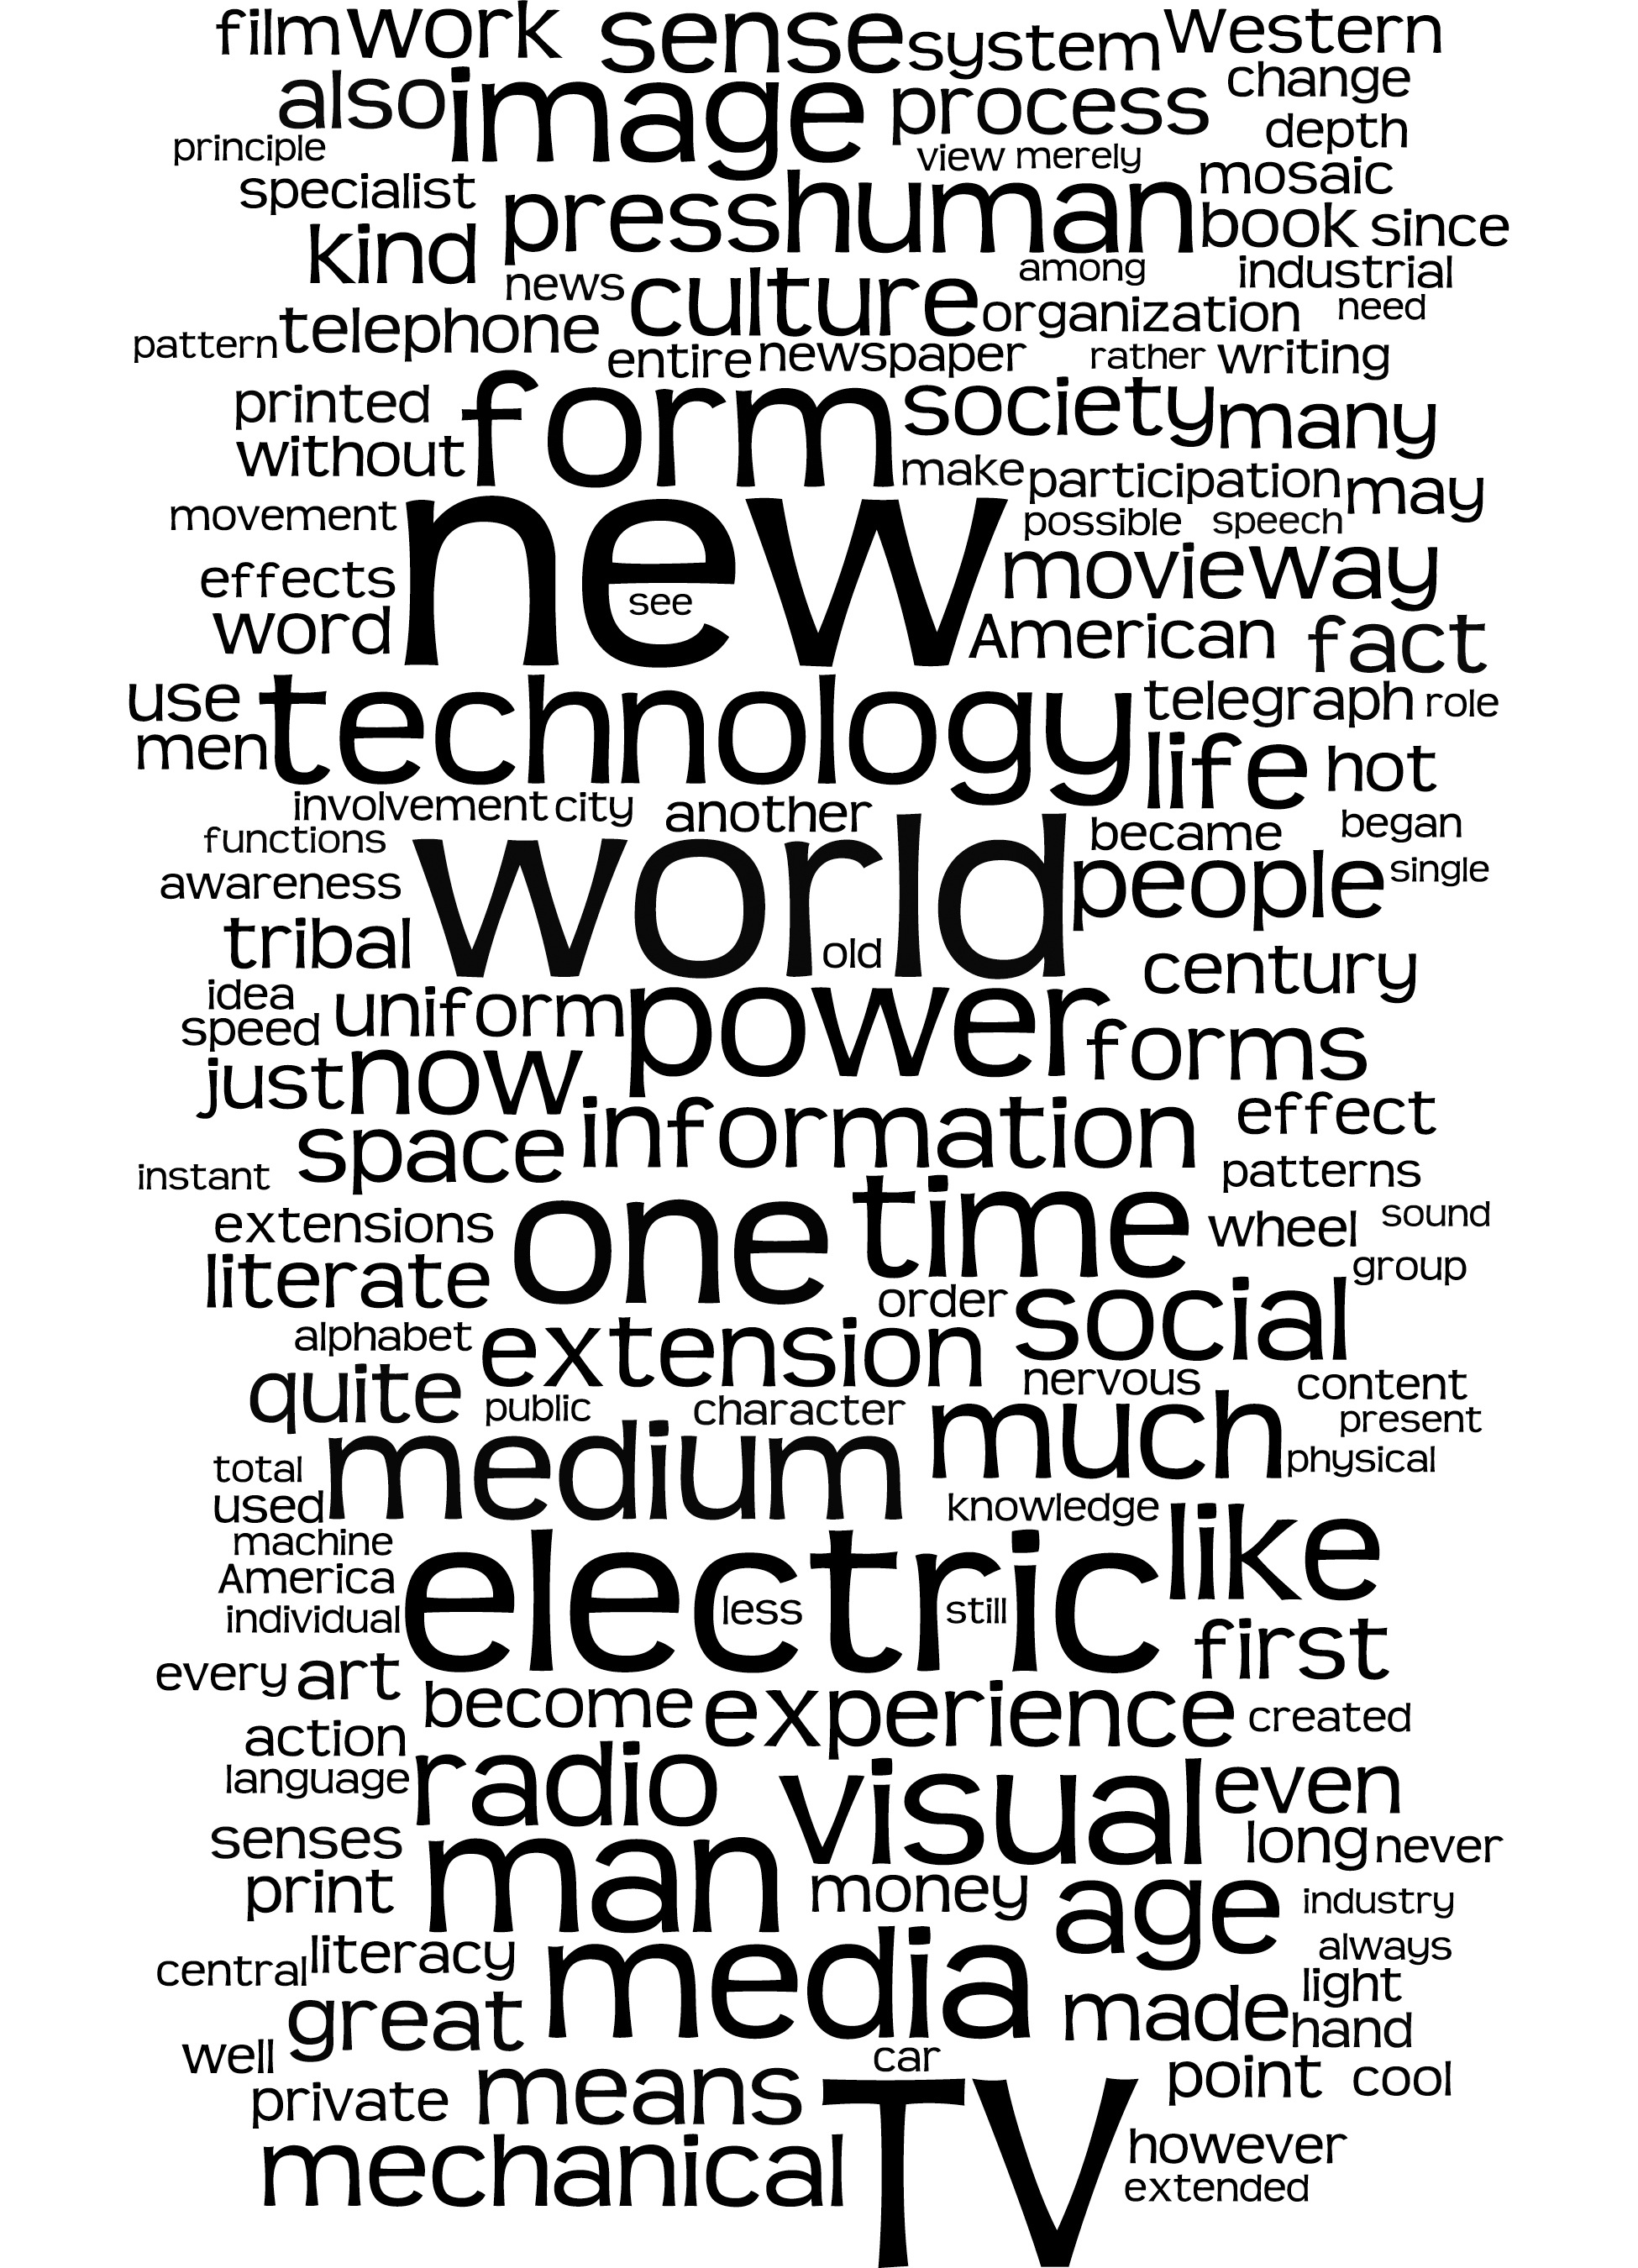 film work sense system Western
also image process change
principle view merely depth
specialist press human mosaic
kind book since
news culture among industrial
pattern telephone organization need
entire newspaper rather writing
printed form society many
without make participation may
movement new possible speech
effects see movie way
word American fact
use technology telegraph role
men life hot
involvement city another became began
functions world people single
awareness
tribal old century
idea uniform power forms
speed
just now information effect
space
instant one time patterns
extensions wheel sound
literate order social group
alphabet extension nervous content
quite public character much present
total medium physical
used knowledge like
machine electric
America
individual less still first
every art become experience created
action
language radio visual even
senses man long never
print money age industry
central literacy media always
great made light
well hand
car
private means TV point cool
mechanical however
extended